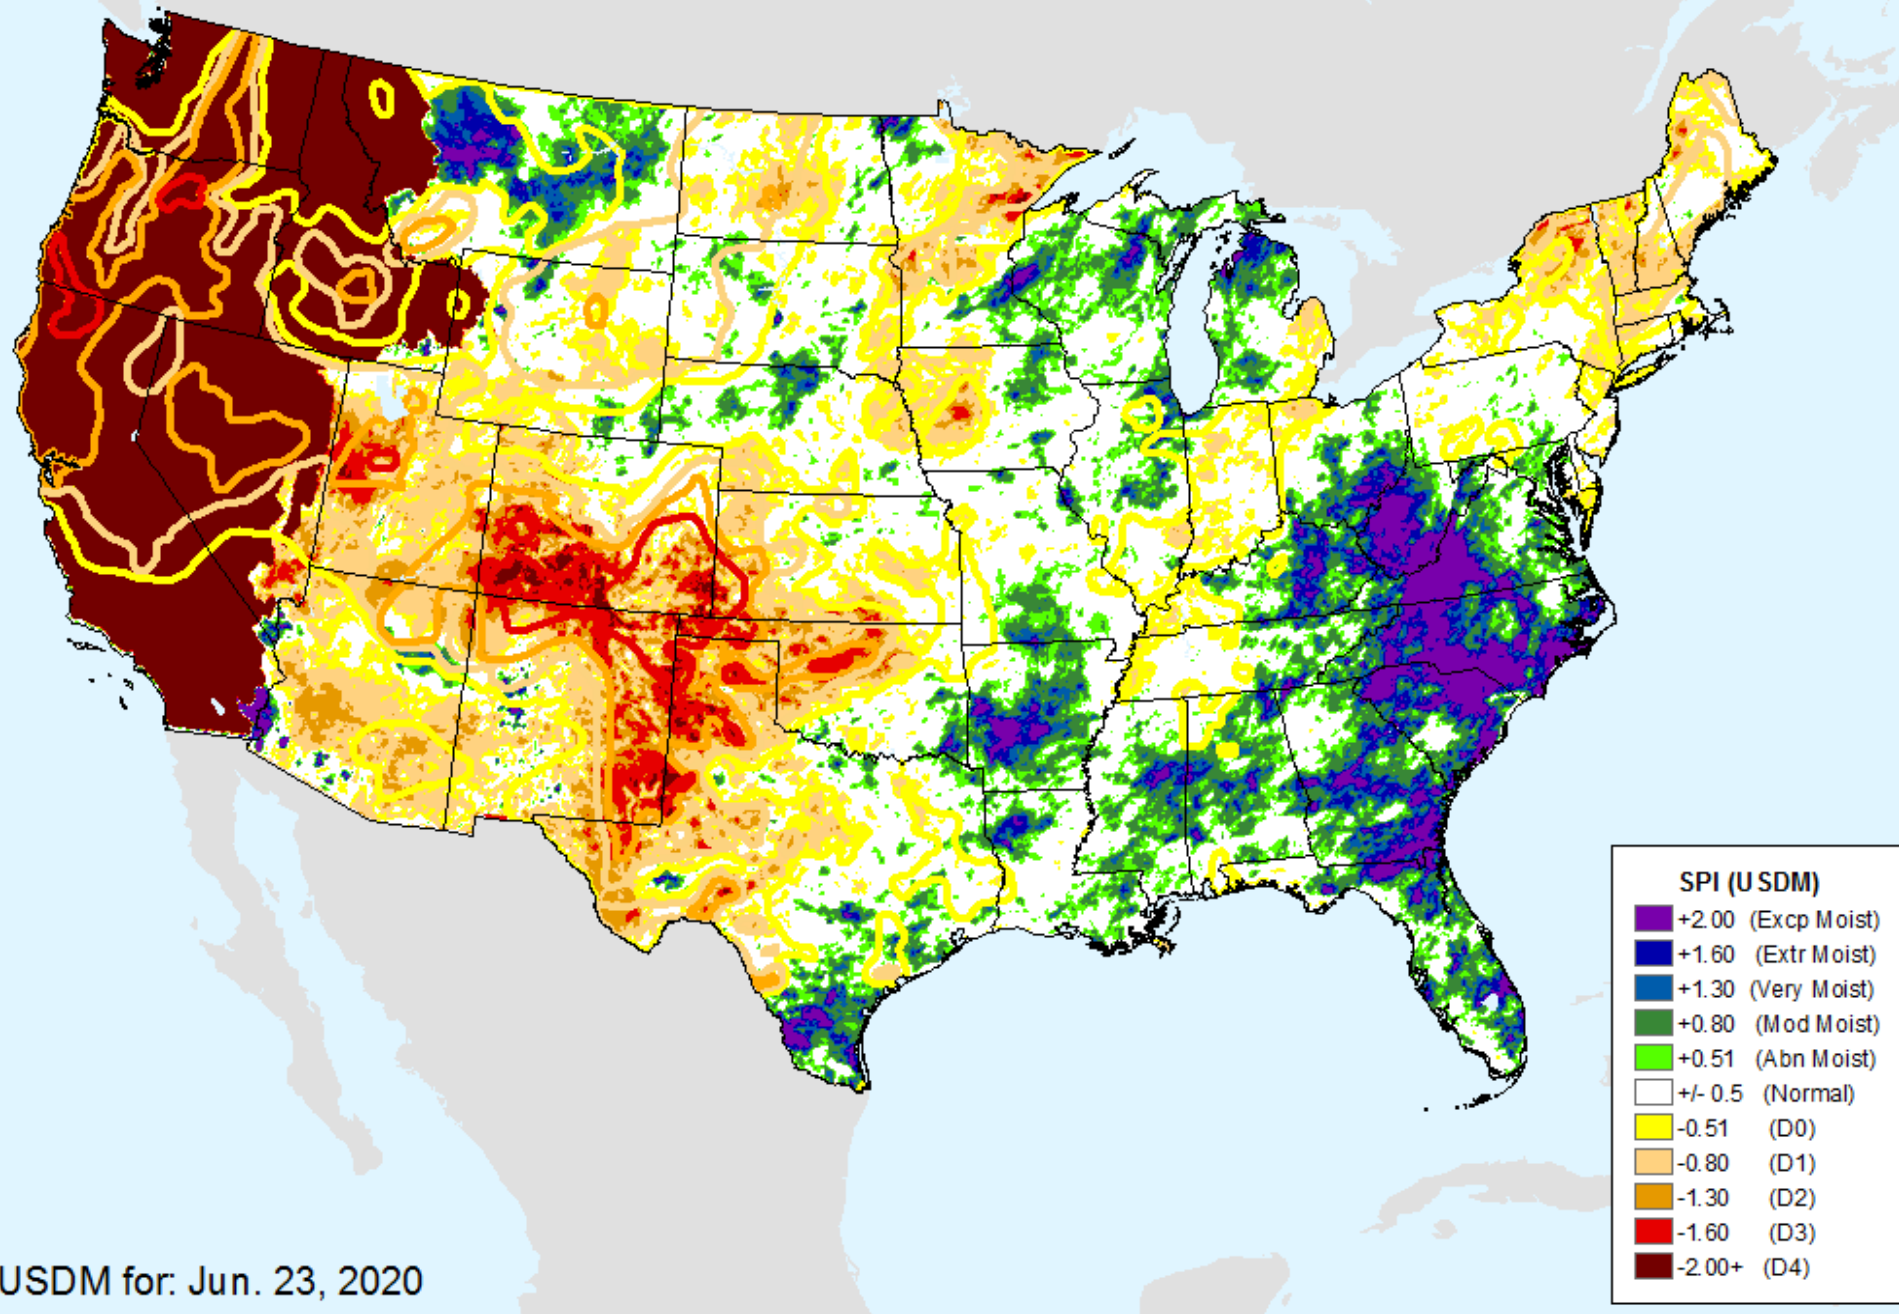 SPI (USDM)
+2.00 (Excp Moist)
+1.60 (Extr Moist)
+1.30 (Very Moist)
+0.80 (Mod Moist)
+0.51 (Abn Moist)
+/- 0.5 (Normal)
-0.51 (D0)
-0.80 (D1)
-1.30 (D2)
-1.60 (D3)
-2.00+ (D4)
USDM for: Jun. 23, 2020